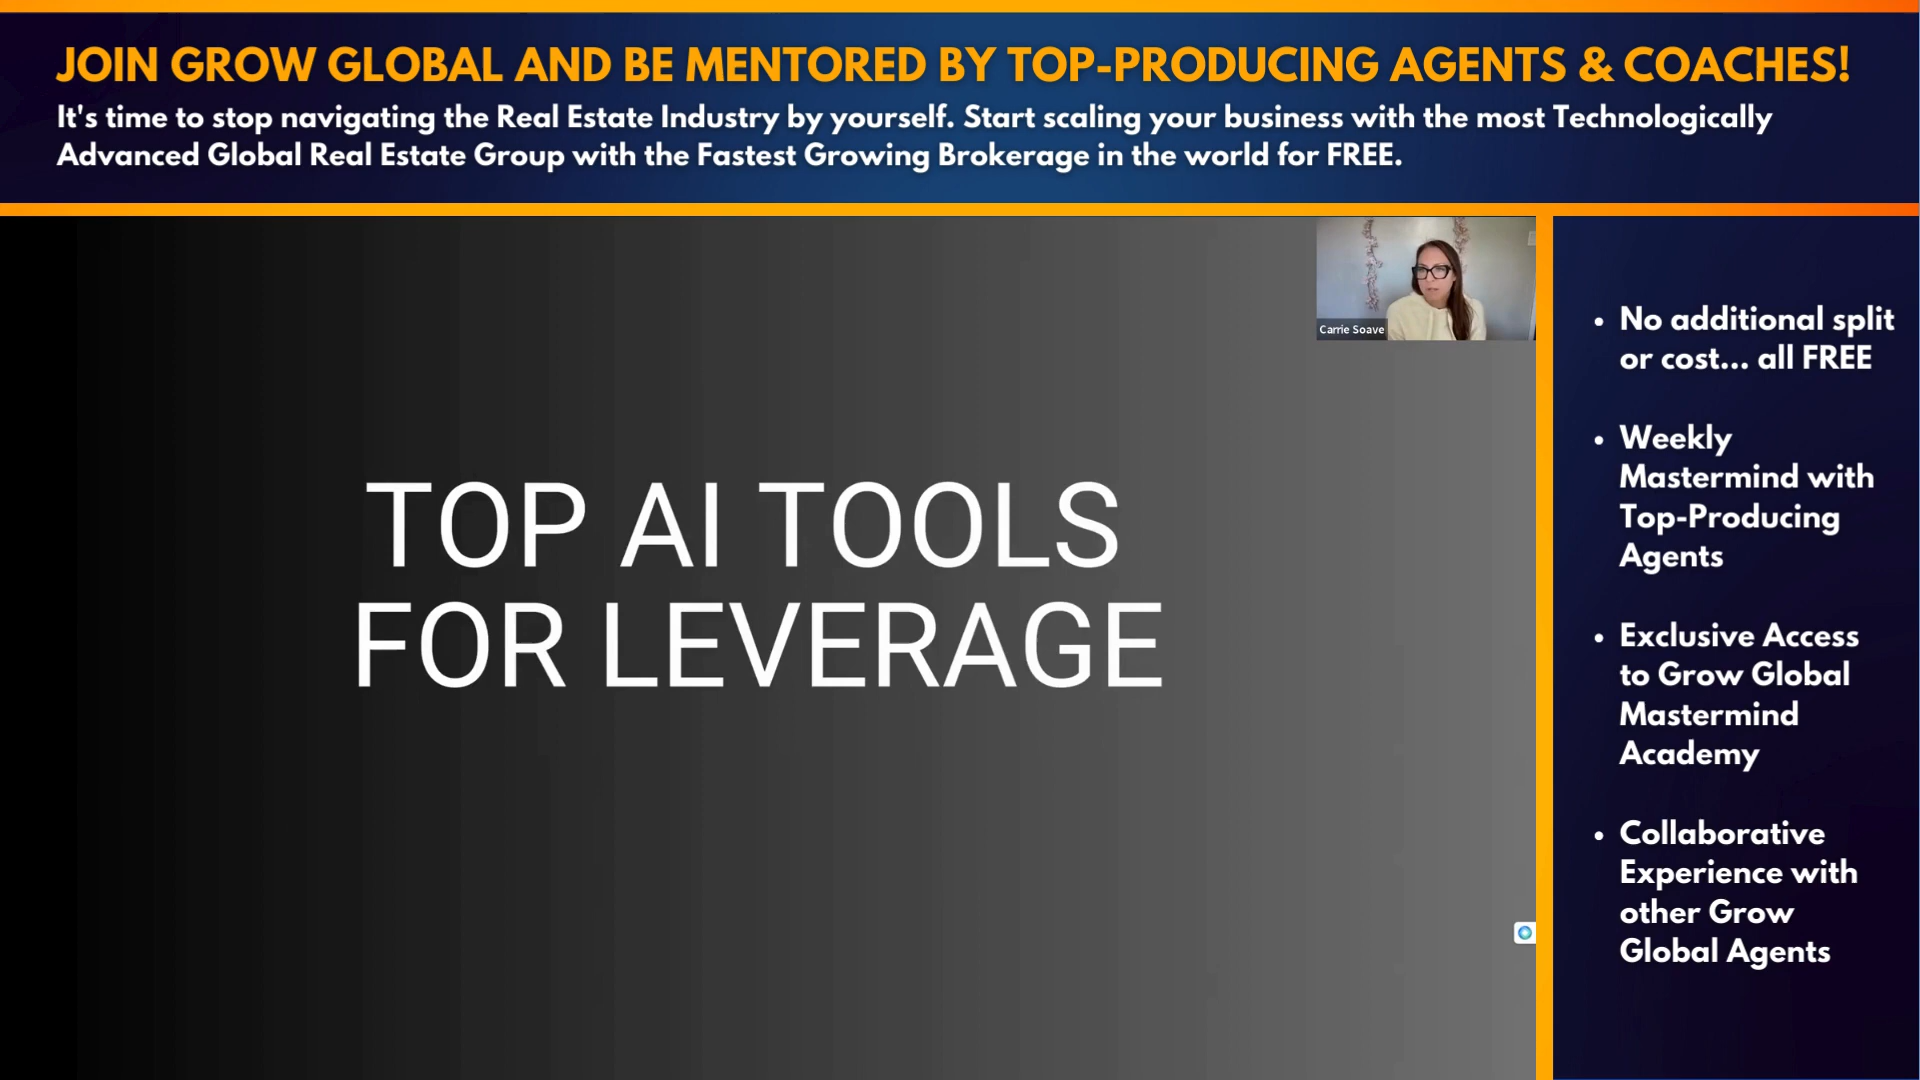 JOIN GROW GLOBAL AND BE MENTORED BY TOP-PRODUCING AGENTS & COACHES!
It's time to stop navigating the Real Estate Industry by yourself. Start scaling your business with the most Technologically
Advanced Global Real Estate Group with the Fastest Growing Brokerage in the world for FREE.
Carrie Soave
TOP AI TOOLS
FOR LEVERAGE
• No additional split
or cost... all FREE
• Weekly
Mastermind with
Top-Producing
Agents
• Exclusive Access
to Grow Global
Mastermind
Academy
• Collaborative
Experience with
other Grow
Global Agents